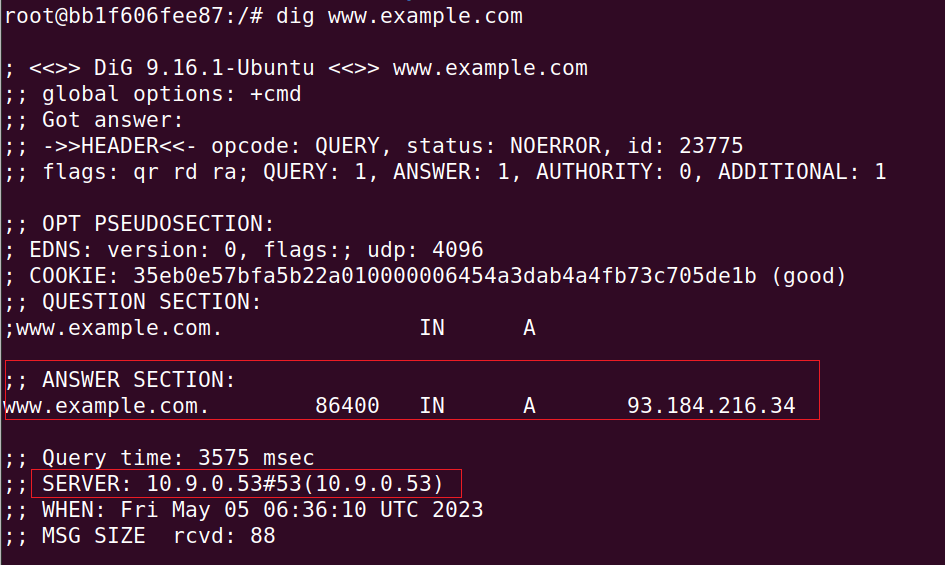 root@bb1f606fee87:/# dig www.example.com
; <<>> DiG 9.16.1-Ubuntu <<>> www.example.com
;; global options: +cmd
;; Got answer:
;; ->>HEADER<<- opcode: QUERY, status: NOERROR, id: 23775
;; flags: qr rd ra; QUERY: 1, ANSWER: 1, AUTHORITY: 0, ADDITIONAL: 1
;; OPT PSEUDOSECTION:
; EDNS: version: 0, flags:; udp: 4096
; COOKIE: 35eb0e57bfa5b22a010000006454a3dab4a4fb73c705de1b (good)
;; QUESTION SECTION:
;www.example.com. IN A
;; ANSWER SECTION:
www.example.com. 86400 IN A 93.184.216.34
;; Query time: 3575 msec
;; SERVER: 10.9.0.53#53(10.9.0.53)
;; WHEN: Fri May 05 06:36:10 UTC 2023
;; MSG SIZE  rcvd: 88